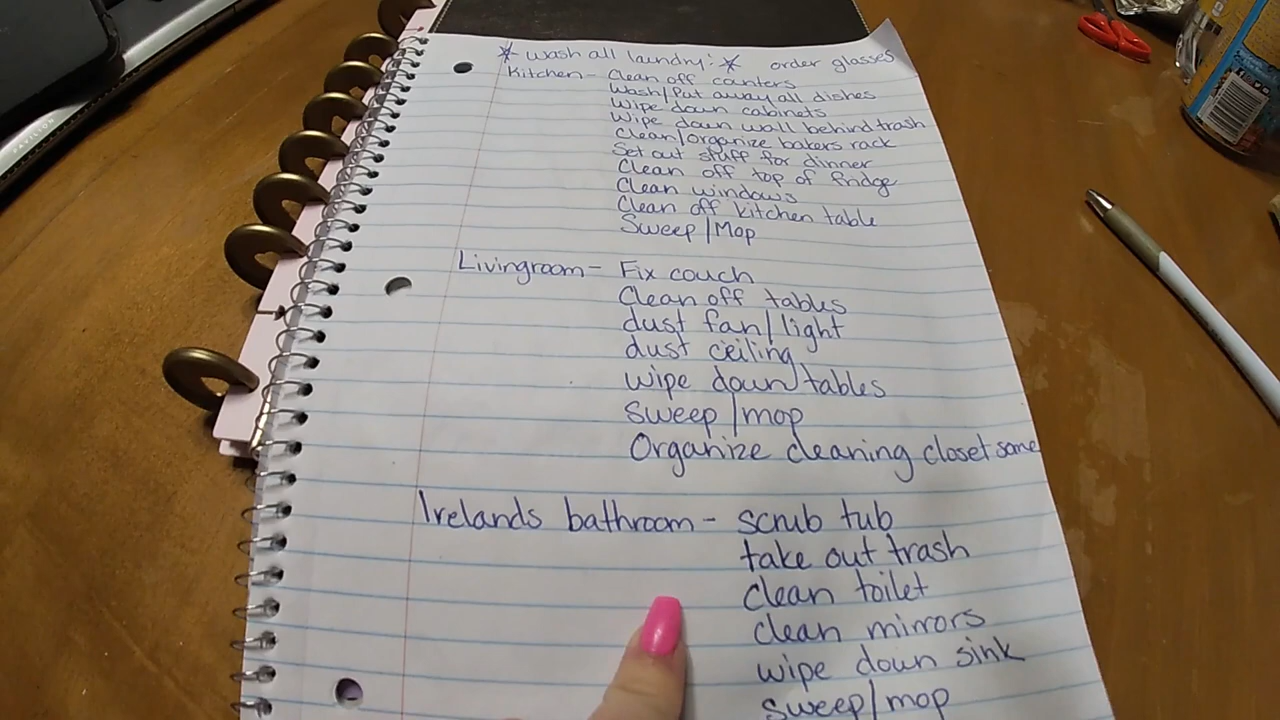 * wash all laundry! * order glasses
Kitchen - Clean off counters
Wash/Put away all dishes
Wipe down cabinets
Wipe down wall behind trash
Clean/Organize bakers rack
Set out stuff for dinner
Clean off top of fridge
Clean windows
Clean off kitchen table
Sweep/Mop
Livingroom - Fix couch
Clean off tables
dust fan/light
dust ceiling
wipe down tables
sweep/mop
Organize cleaning closet some
Irelands bathroom - scrub tub
take out trash
clean toilet
clean mirrors
wipe down sink
sweep/mop
PAVILION